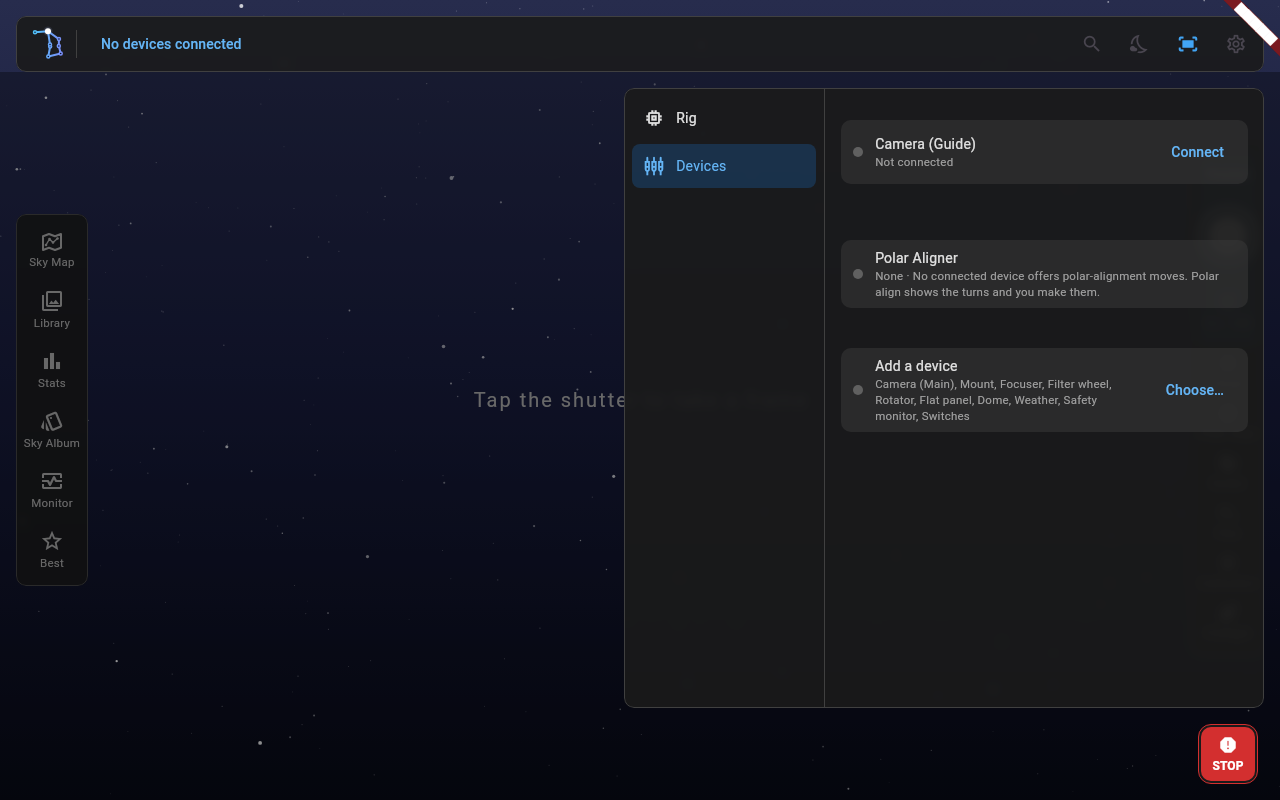 No devices connected
Rig
Devices
Camera (Guide)
Not connected
Connect
Polar Aligner
None · No connected device offers polar-alignment moves. Polar
align shows the turns and you make them.
Add a device
Camera (Main), Mount, Focuser, Filter wheel,
Rotator, Flat panel, Dome, Weather, Safety
monitor, Switches
Choose…
Sky Map
Library
Stats
Sky Album
Monitor
Best
Tap the shutte
STOP